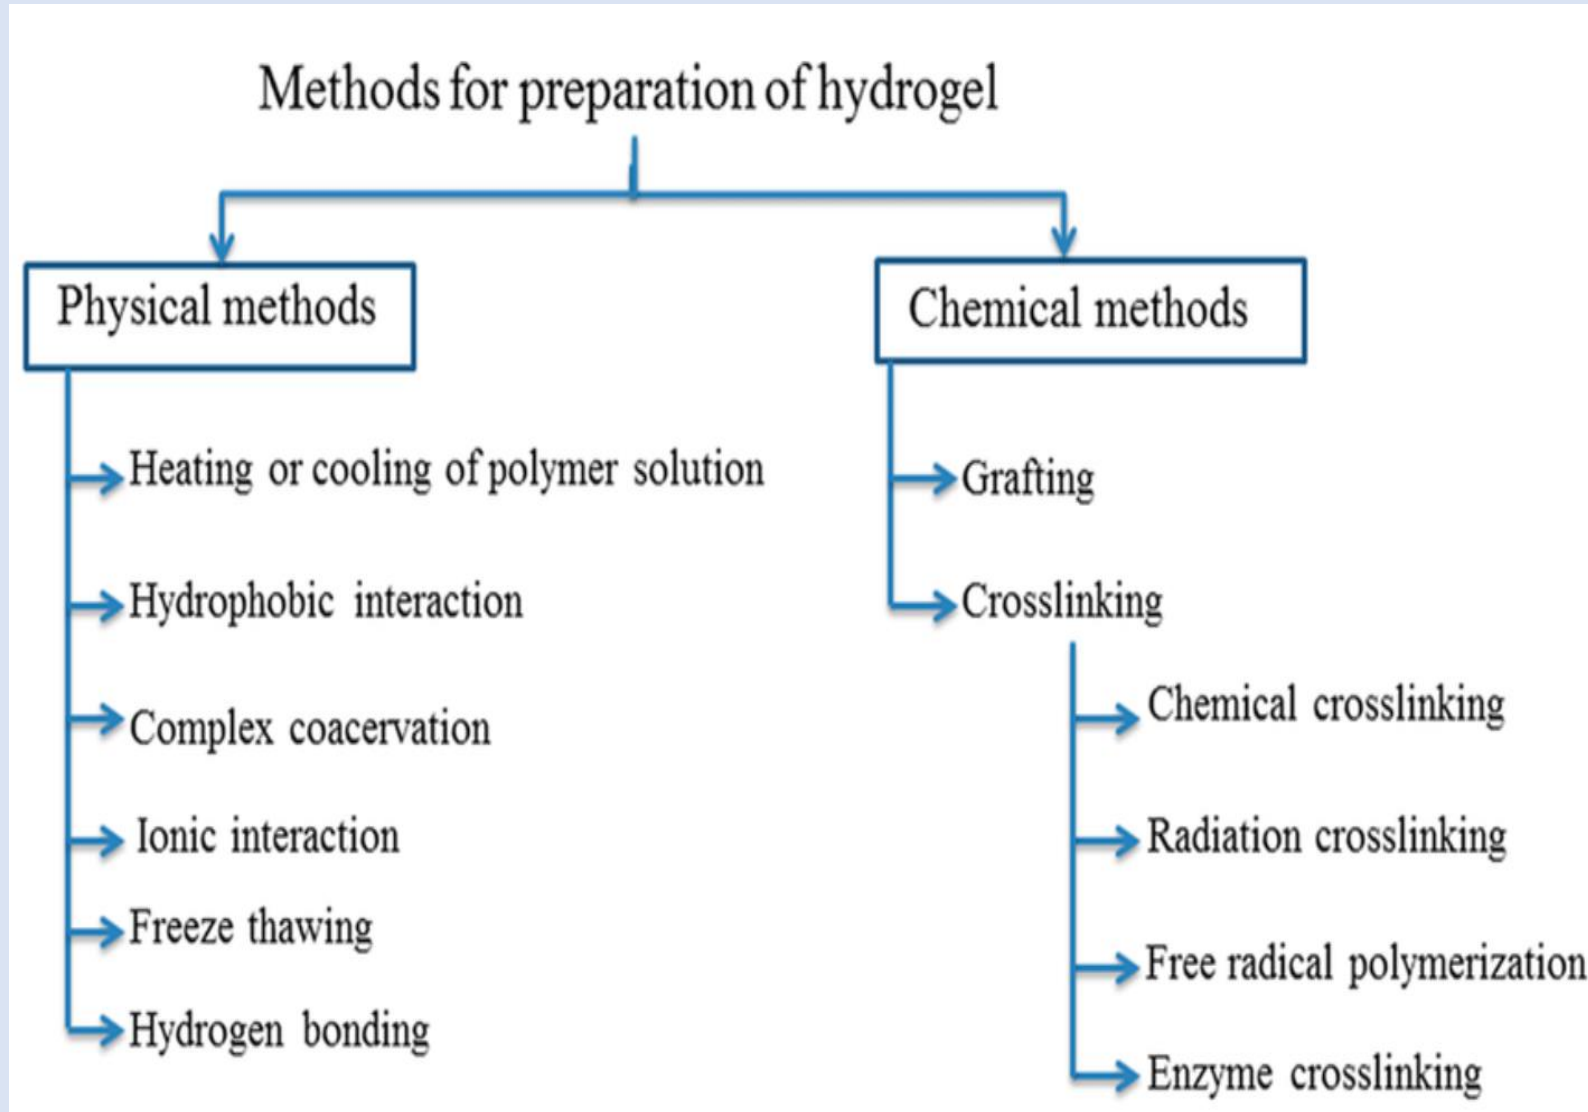 Methods for preparation of hydrogel
Physical methods
Heating or cooling of polymer solution
Hydrophobic interaction
Complex coacervation
Ionic interaction
Freeze thawing
Hydrogen bonding
Chemical methods
Grafting
Crosslinking
Chemical crosslinking
Radiation crosslinking
Free radical polymerization
Enzyme crosslinking